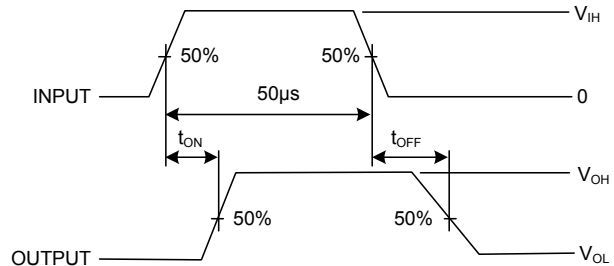 V_IH
50% 50%
50µs
INPUT 0
t_ON t_OFF
V_OH
50% 50%
OUTPUT V_OL